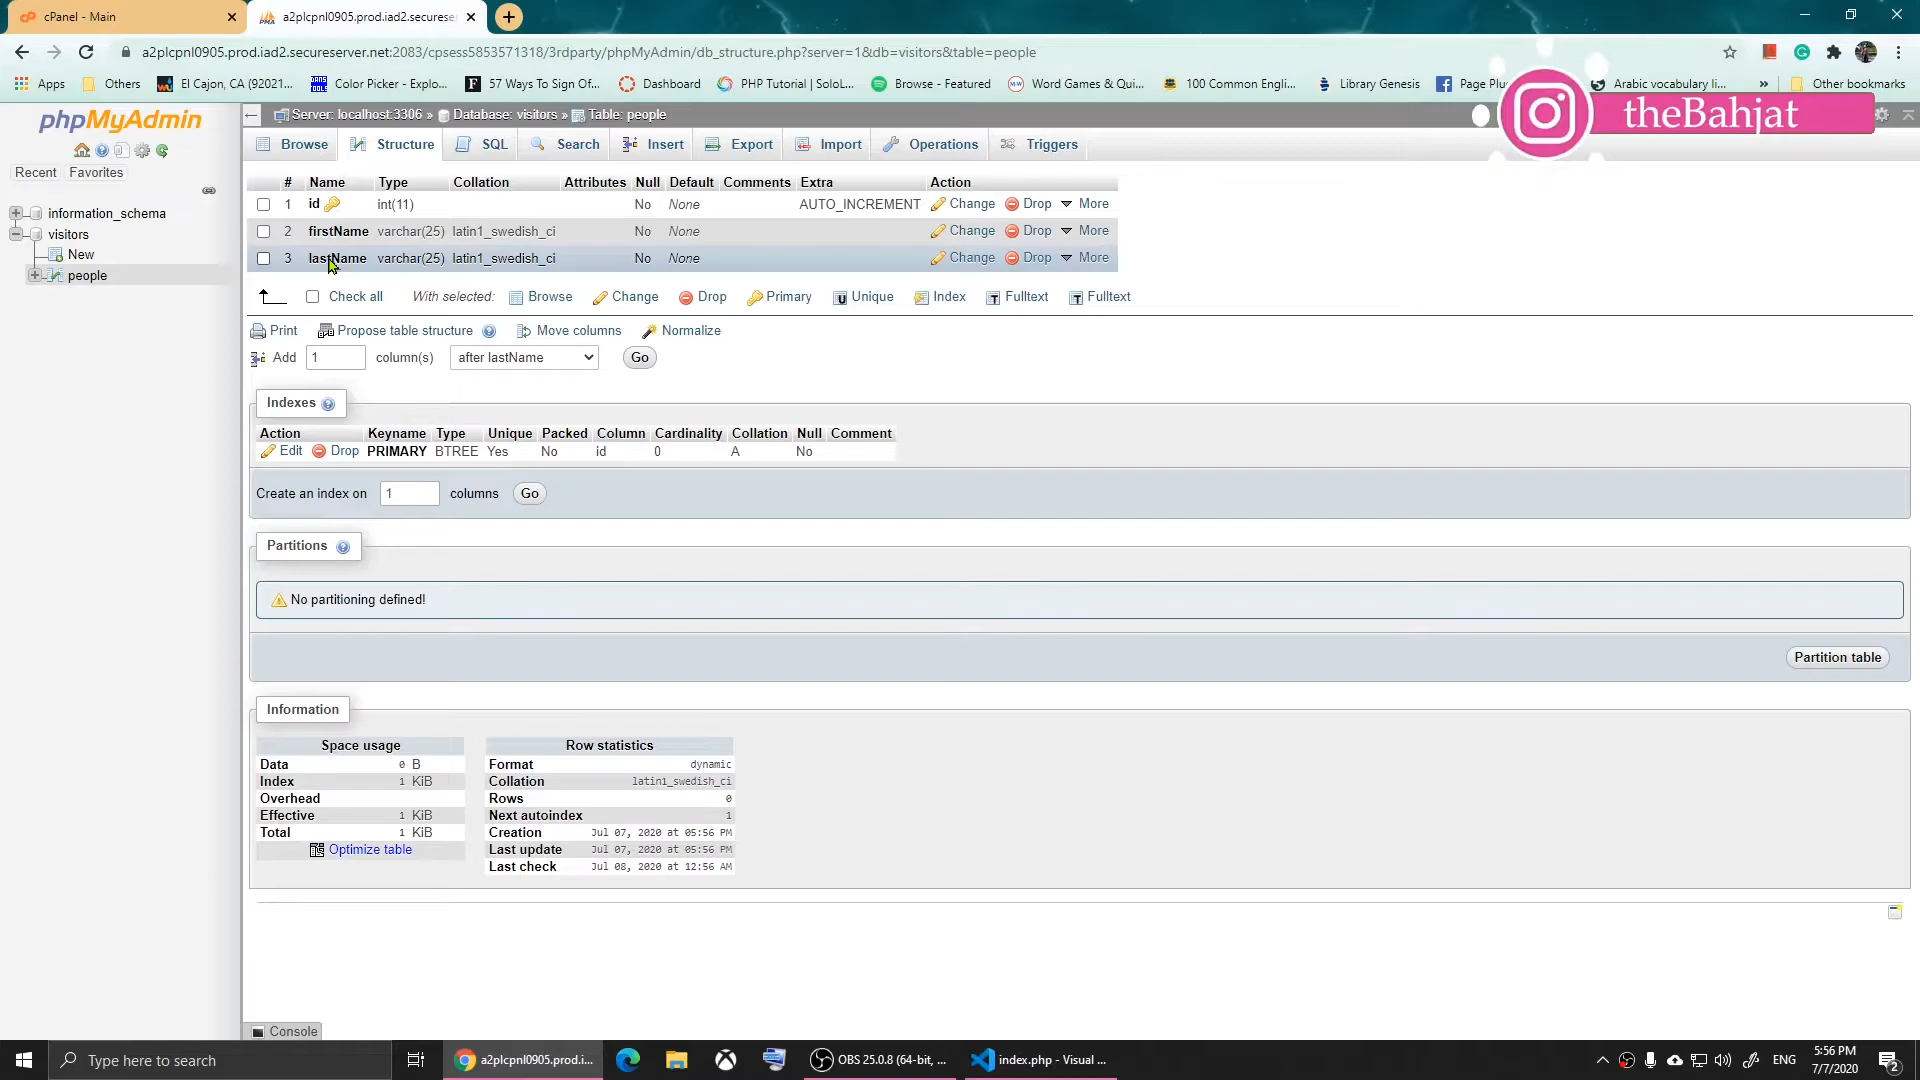 cPanel - Main
a2plcpnl0905.prod.iad2.secureser
a2plcpnl0905.prod.iad2.secureserver.net:2083/cpsess5853571318/3rdparty/phpMyAdmin/db_structure.php?server=1&db=visitors&table=people
Apps Others El Cajon, CA (92021... Color Picker - Explo... 57 Ways To Sign Of... Dashboard PHP Tutorial | SoloL... Browse - Featured Word Games & Qui... 100 Common Engli... Library Genesis Page Plu Arabic vocabulary li... » Other bookmarks
theBahjat
phpMyAdmin
Recent Favorites
information_schema
visitors
New
people
Server: localhost:3306 » Database: visitors » Table: people
Browse Structure SQL Search Insert Export Import Operations Triggers
# Name Type Collation Attributes Null Default Comments Extra Action
1 id int(11) No None AUTO_INCREMENT Change Drop More
2 firstName varchar(25) latin1_swedish_ci No None Change Drop More
3 lastName varchar(25) latin1_swedish_ci No None Change Drop More
Check all With selected: Browse Change Drop Primary Unique Index Fulltext Fulltext
Print Propose table structure Move columns Normalize
Add 1 column(s) after lastName Go
Indexes
Action Keyname Type Unique Packed Column Cardinality Collation Null Comment
Edit Drop PRIMARY BTREE Yes No id 0 A No
Create an index on 1 columns Go
Partitions
No partitioning defined!
Partition table
Information
Space usage
Data 0 B
Index 1 KiB
Overhead
Effective 1 KiB
Total 1 KiB
Optimize table
Row statistics
Format dynamic
Collation latin1_swedish_ci
Rows 0
Next autoindex 1
Creation Jul 07, 2020 at 05:56 PM
Last update Jul 07, 2020 at 05:56 PM
Last check Jul 08, 2020 at 12:56 AM
Console
Type here to search
a2plcpnl0905.prod.i...
OBS 25.0.8 (64-bit, ...
index.php - Visual ...
ENG
5:56 PM
7/7/2020
2